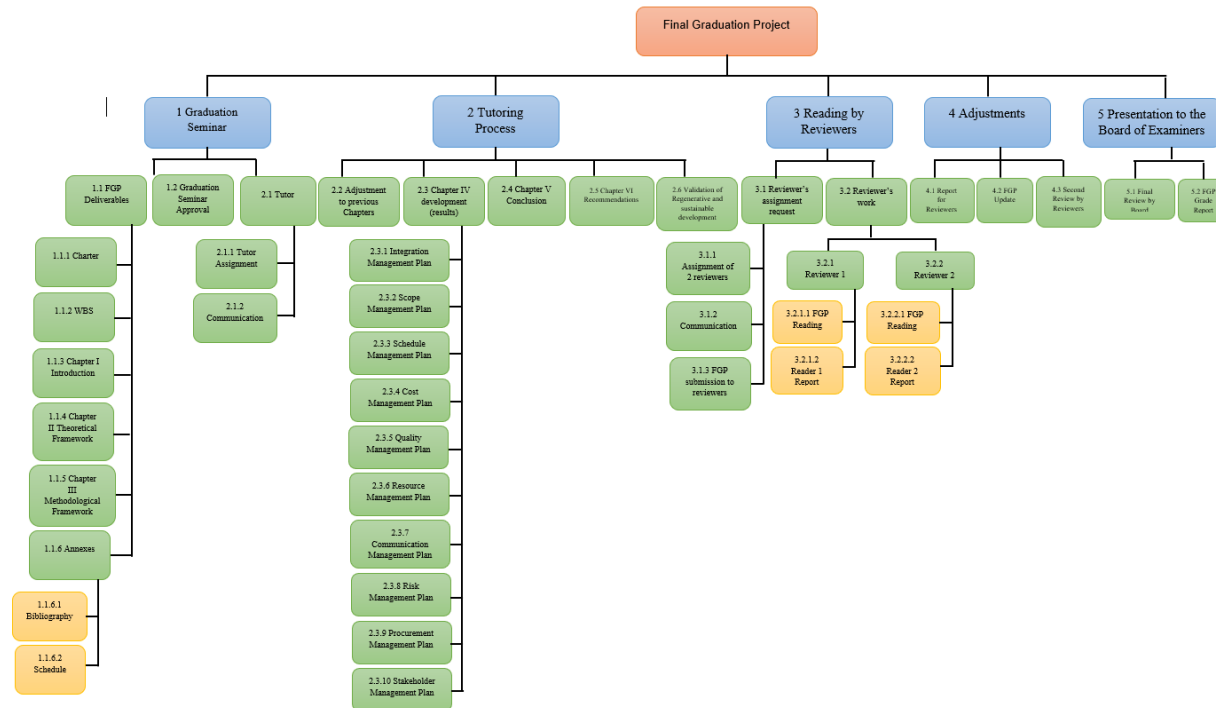 Final Graduation Project
1 Graduation
Seminar
2 Tutoring
Process
3 Reading by
Reviewers
4 Adjustments
5 Presentation to the
Board of Examiners
1.1 FGP
Deliverables
1.2 Graduation
Seminar
Approval
2.1 Tutor
2.2 Adjustment
to previous
Chapters
2.3 Chapter IV
development
(results)
2.4 Chapter V
Conclusion
2.5 Chapter VI
Recommendations
2.6 Validation of
Regenerative and
sustainable
development
3.1 Reviewer's
assignment
request
3.2 Reviewer's
work
4.1 Report
for
Reviewers
4.2 FGP
Update
4.3 Second
Review by
Reviewers
5.1 Final
Review by
Board
5.2 FGP
Grade
Report
1.1.1 Charter
1.1.2 WBS
1.1.3 Chapter I
Introduction
1.1.4 Chapter
II Theoretical
Framework
1.1.5 Chapter
III
Methodological
Framework
1.1.6 Annexes
1.1.6.1
Bibliography
1.1.6.2
Schedule
2.1.1 Tutor
Assignment
2.1.2
Communication
2.3.1 Integration
Management Plan
2.3.2 Scope
Management Plan
2.3.3 Schedule
Management Plan
2.3.4 Cost
Management Plan
2.3.5 Quality
Management Plan
2.3.6 Resource
Management Plan
2.3.7
Communication
Management Plan
2.3.8 Risk
Management Plan
2.3.9 Procurement
Management Plan
2.3.10 Stakeholder
Management Plan
3.1.1
Assignment of
2 reviewers
3.1.2
Communication
3.1.3 FGP
submission to
reviewers
3.2.1
Reviewer 1
3.2.1.1 FGP
Reading
3.2.1.2
Reader 1
Report
3.2.2
Reviewer 2
3.2.2.1 FGP
Reading
3.2.2.2
Reader 2
Report